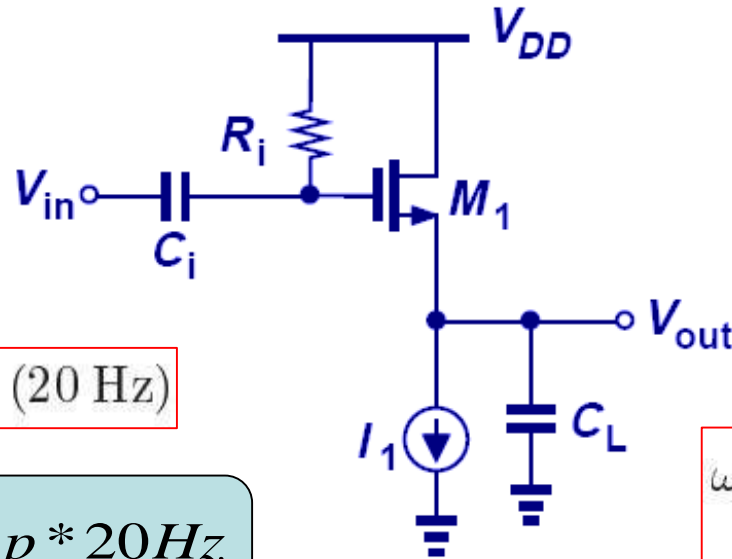 V_DD
R_i
V_in
M_1
C_i
V_out
(20 Hz)
I_1
C_L
p * 20Hz
ω